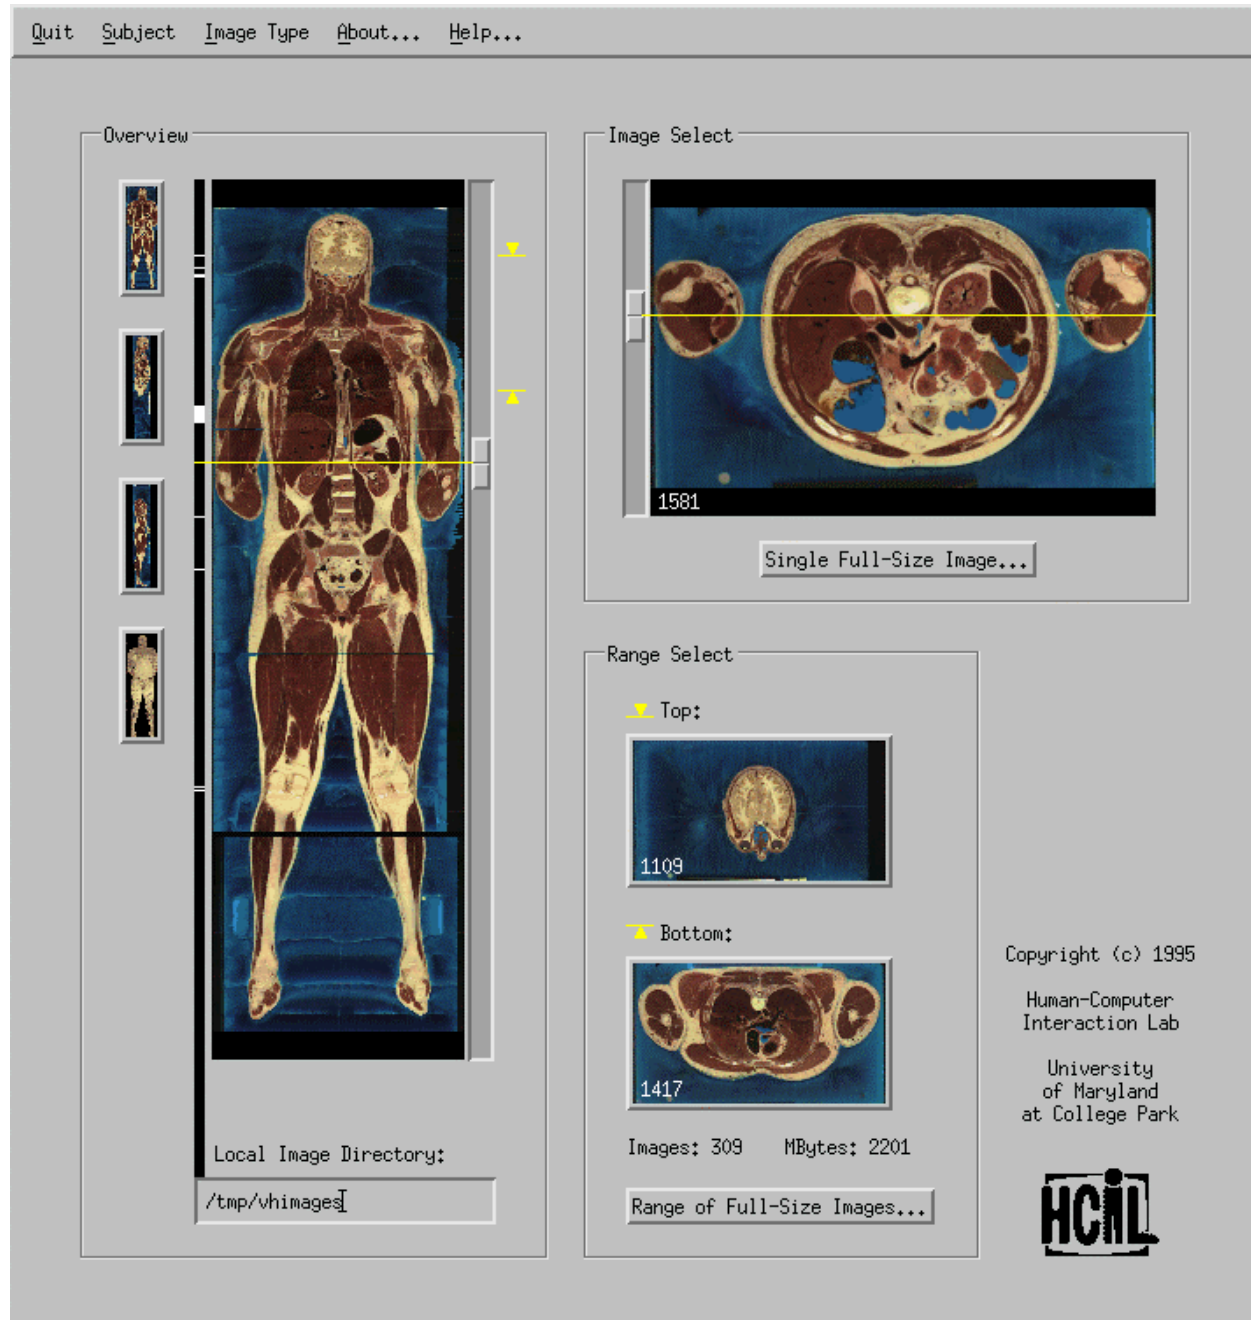 Quit Subject Image Type About... Help...
Overview
Image Select
1581
Single Full-Size Image...
Range Select
Top:
1109
Bottom:
1417
Images: 309 MBytes: 2201
Range of Full-Size Images...
Local Image Directory:
/tmp/vhimages
Copyright (c) 1995
Human-Computer
Interaction Lab
University
of Maryland
at College Park
HCIL